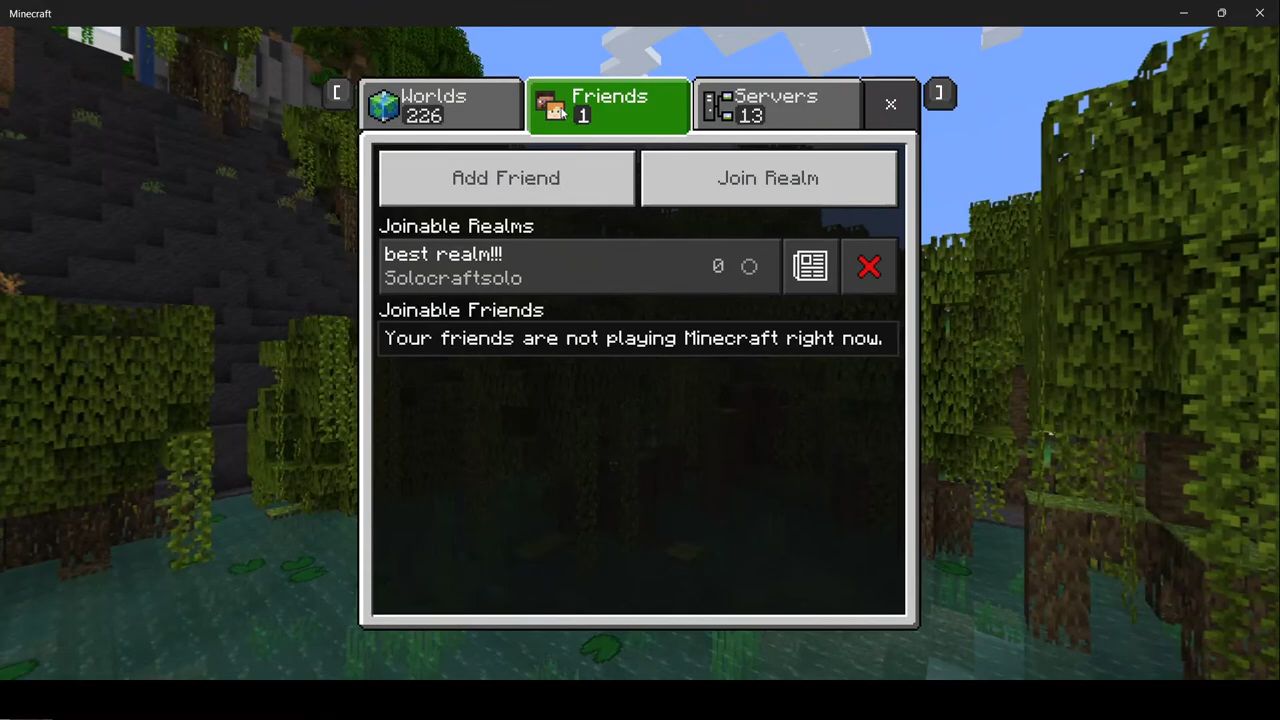 Minecraft
[
Worlds
226
Friends
1
Servers
13
]
Add Friend
Join Realm
Joinable Realms
best realm!!!
Solocraftsolo
0
Joinable Friends
Your friends are not playing Minecraft right now.